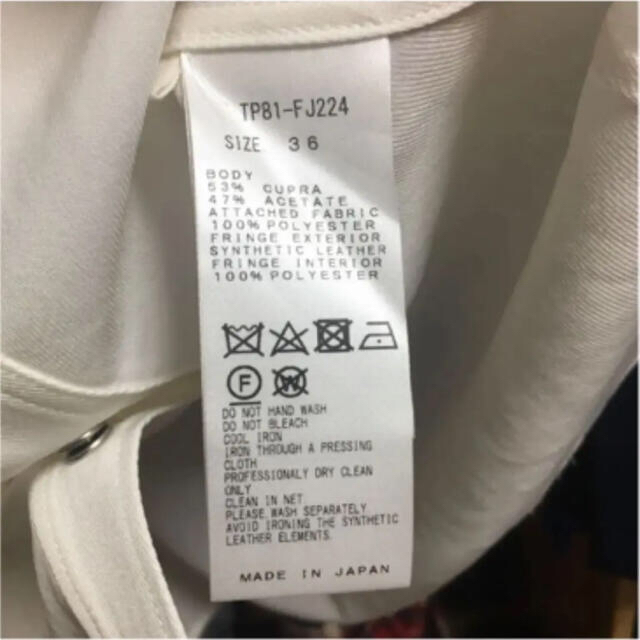 TP81-FJ224
SIZE 36
BODY
53% CUPRA
47% ACETATE
ATTACHED FABRIC
100% POLYESTER
FRINGE EXTERIOR
SYNTHETIC LEATHER
FRINGE INTERIOR
100% POLYESTER
F W
DO NOT HAND WASH
DO NOT BLEACH
COOL IRON
IRON THROUGH A PRESSING
CLOTH
PROFESSIONALY DRY CLEAN
ONLY
CLEAN IN NET
PLEASE WASH SEPARATELY
AVOID IRONING THE SYNTHETIC
LEATHER ELEMENTS.
MADE IN JAPAN